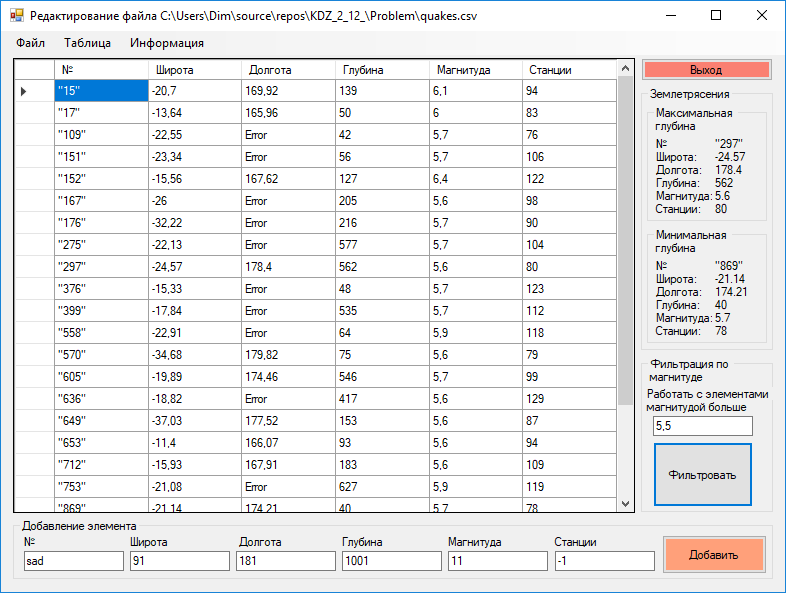 Редактирование файла C:\Users\Dim\source\repos\KDZ_2_12_\Problem\quakes.csv
Файл Таблица Информация
№ Широта Долгота Глубина Магнитуда Станции
"15" -20,7 169,92 139 6,1 94
"17" -13,64 165,96 50 6 83
"109" -22,55 Error 42 5,7 76
"151" -23,34 Error 56 5,7 106
"152" -15,56 167,62 127 6,4 122
"167" -26 Error 205 5,6 98
"176" -32,22 Error 216 5,7 90
"275" -22,13 Error 577 5,7 104
"297" -24,57 178,4 562 5,6 80
"376" -15,33 Error 48 5,7 123
"399" -17,84 Error 535 5,7 112
"558" -22,91 Error 64 5,9 118
"570" -34,68 179,82 75 5,6 79
"605" -19,89 174,46 546 5,7 99
"636" -18,82 Error 417 5,6 129
"649" -37,03 177,52 153 5,6 87
"653" -11,4 166,07 93 5,6 94
"712" -15,93 167,91 183 5,6 109
"753" -21,08 Error 627 5,9 119
"869" -21,14 174,21 40 5,7 78
Выход
Землетрясения
Максимальная
глубина
№ "297"
Широта: -24.57
Долгота: 178.4
Глубина: 562
Магнитуда: 5.6
Станции: 80
Минимальная
глубина
№ "869"
Широта: -21.14
Долгота: 174.21
Глубина: 40
Магнитуда: 5.7
Станции: 78
Фильтрация по
магнитуде
Работать с элементами
магнитудой больше
5,5
Фильтровать
Добавление элемента
№ Широта Долгота Глубина Магнитуда Станции
sad 91 181 1001 11 -1
Добавить